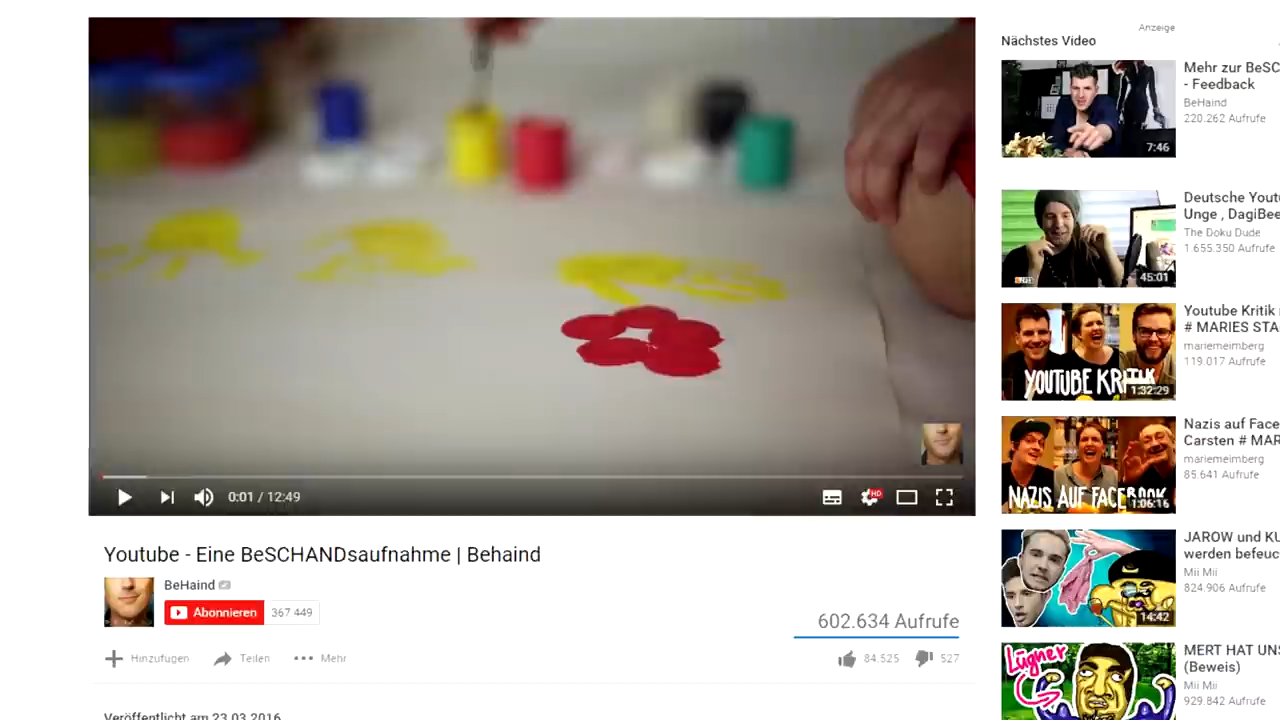 Anzeige
Nächstes Video
Mehr zur BeSC
- Feedback
BeHaind
220.262 Aufrufe
7:46
Deutsche Yout
Unge , DagiBee
The Doku Dude
1 655.350 Aufrufe
45:01
Youtube Kritik
# MARIES STA
mariemeimberg
119.017 Aufrufe
YOUTUBE KRITIK
1:32:29
Nazis auf Face
Carsten # MAR
mariemeimberg
85.641 Aufrufe
NAZIS AUF FACEBOOK
1:06:16
JAROW und KU
werden befeuc
Mii Mii
824.906 Aufrufe
14:42
MERT HAT UNS
(Beweis)
Mii Mii
929.842 Aufrufe
Lügner
0:01 / 12:49
HD
Youtube - Eine BeSCHANDsaufnahme | Behaind
BeHaind
Abonnieren 367 449
602.634 Aufrufe
Hinzufügen Teilen Mehr
84.525 527
Veröffentlicht am 23.03.2016